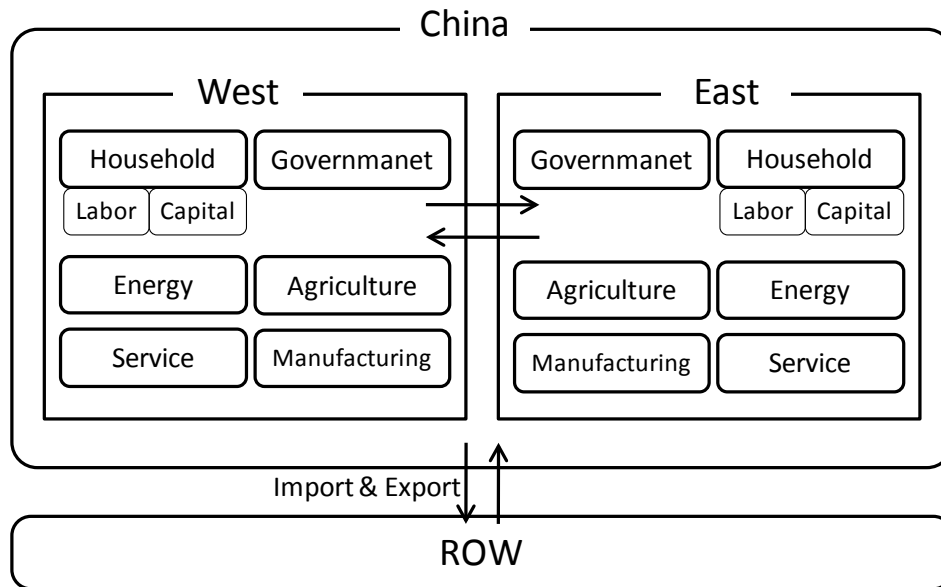 China
West
East
Household
Governmanet
Governmanet
Household
Labor
Capital
Labor
Capital
Energy
Agriculture
Agriculture
Energy
Service
Manufacturing
Manufacturing
Service
Import & Export
ROW